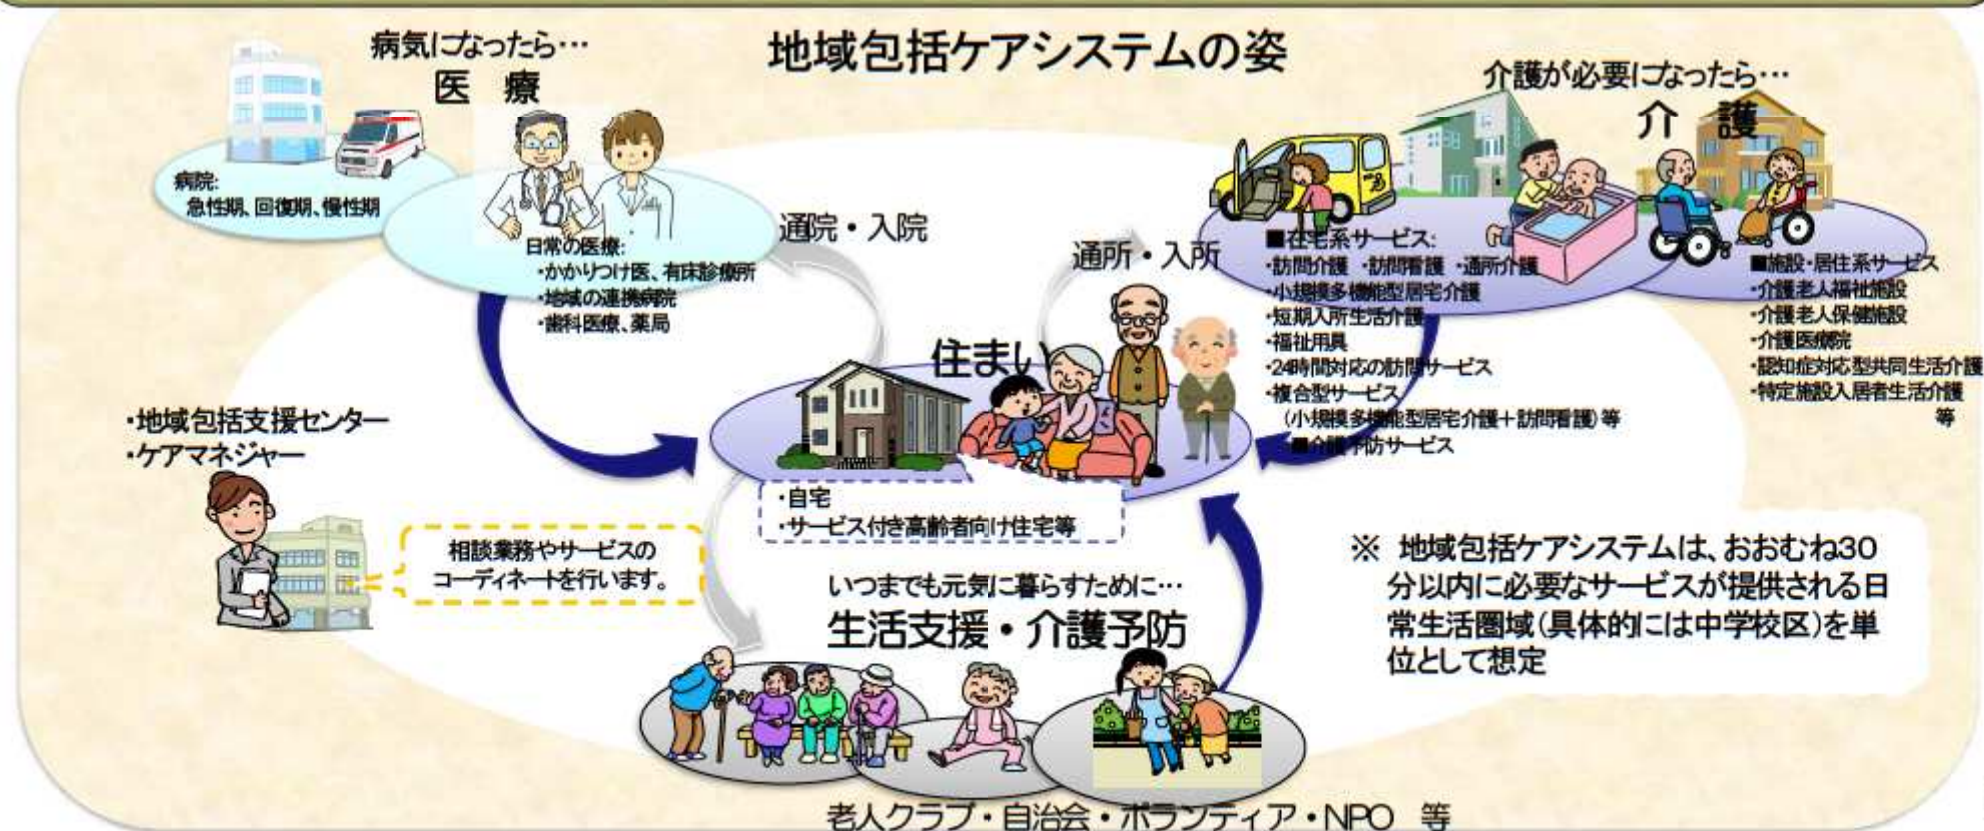 地域包括ケアシステムの姿
病気になったら…
医 療
病院:
急性期、回復期、慢性期
日常の医療:
・かかりつけ医、有床診療所
・地域の連携病院
・歯科医療、薬局
通院・入院
通所・入所
介護が必要になったら…
介 護
■在宅系サービス:
・訪問介護 ・訪問看護 ・通所介護
・小規模多機能型居宅介護
・短期入所生活介護
・福祉用具
・24時間対応の訪問サービス
・複合型サービス
(小規模多機能型居宅介護+訪問看護)等
■介護予防サービス
■施設・居住系サービス
・介護老人福祉施設
・介護老人保健施設
・介護医療院
・認知症対応型共同生活介護
・特定施設入居者生活介護
等
住まい
・自宅
・サービス付き高齢者向け住宅等
・地域包括支援センター
・ケアマネジャー
相談業務やサービスの
コーディネートを行います。
いつまでも元気に暮らすために…
生活支援・介護予防
老人クラブ・自治会・ボランティア・NPO 等
※ 地域包括ケアシステムは、おおむね30
分以内に必要なサービスが提供される日
常生活圏域(具体的には中学校区)を単
位として想定